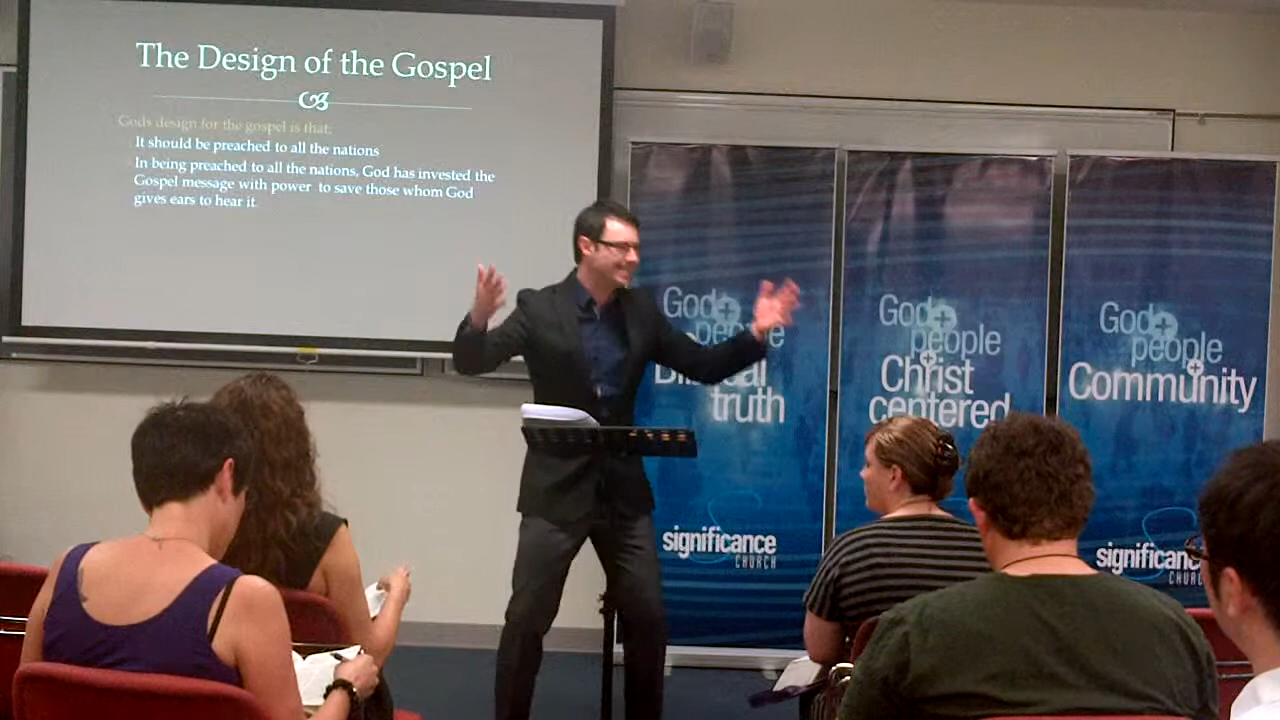 The Design of the Gospel
Gods design for the gospel is that:
It should be preached to all the nations
In being preached to all the nations, God has invested the
Gospel message with power to save those whom God
gives ears to hear it.
God+
people
truth
significance
CHURCH
God+
people
+
Christ
centered
God+
people
+
Community
significance